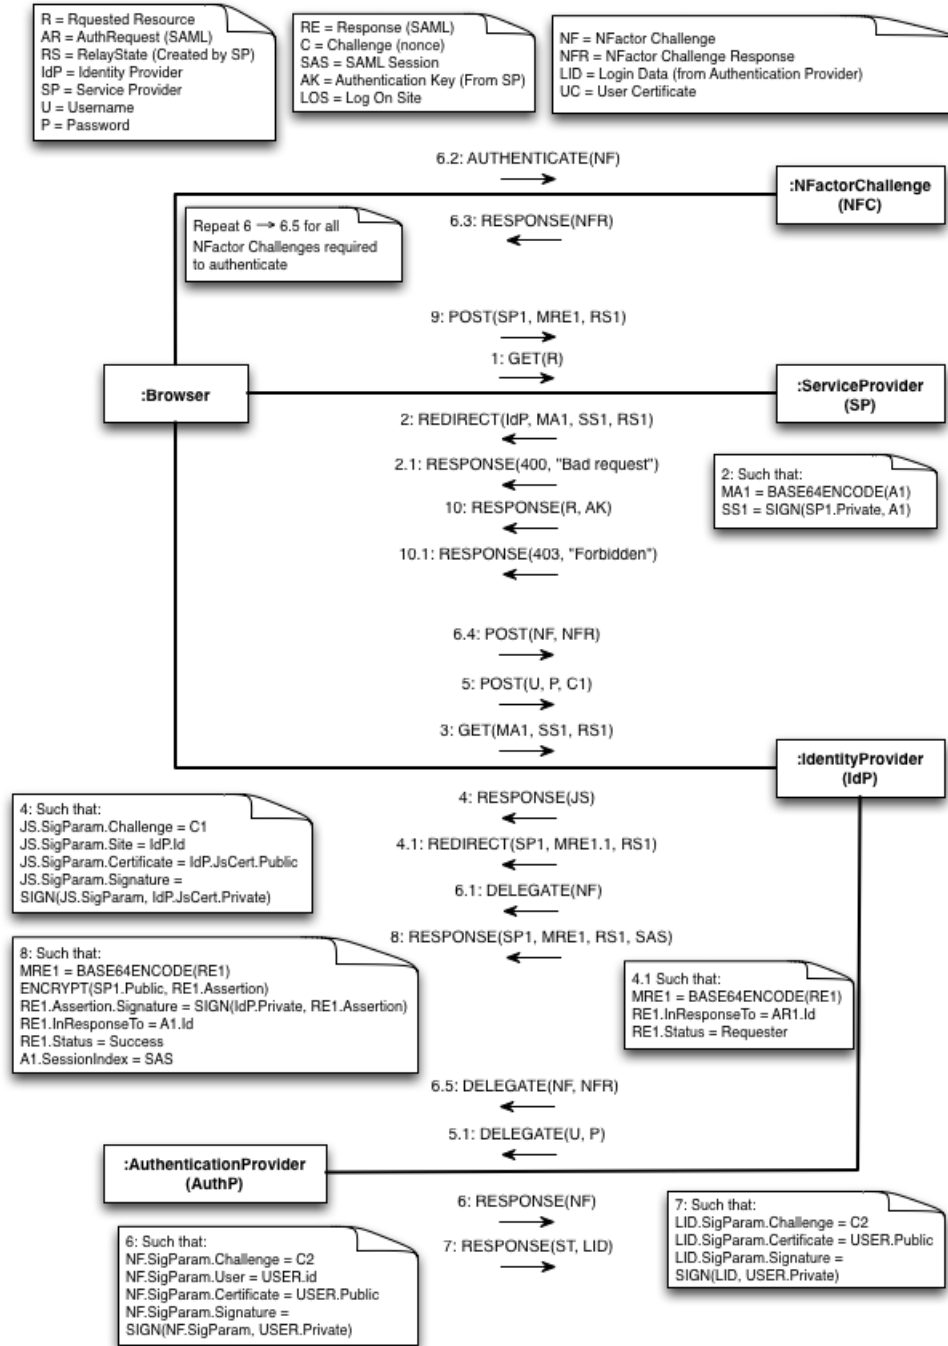 R = Rquested Resource
AR = AuthRequest (SAML)
RS = RelayState (Created by SP)
IdP = Identity Provider
SP = Service Provider
U = Username
P = Password
RE = Response (SAML)
C = Challenge (nonce)
SAS = SAML Session
AK = Authentication Key (From SP)
LOS = Log On Site
NF = NFactor Challenge
NFR = NFactor Challenge Response
LID = Login Data (from Authentication Provider)
UC = User Certificate
6.2: AUTHENTICATE(NF)
:NFactorChallenge
(NFC)
Repeat 6 → 6.5 for all
NFactor Challenges required
to authenticate
6.3: RESPONSE(NFR)
9: POST(SP1, MRE1, RS1)
1: GET(R)
:Browser
:ServiceProvider
(SP)
2: REDIRECT(IdP, MA1, SS1, RS1)
2.1: RESPONSE(400, "Bad request")
10: RESPONSE(R, AK)
10.1: RESPONSE(403, "Forbidden")
2: Such that:
MA1 = BASE64ENCODE(A1)
SS1 = SIGN(SP1.Private, A1)
6.4: POST(NF, NFR)
5: POST(U, P, C1)
3: GET(MA1, SS1, RS1)
:IdentityProvider
(IdP)
4: RESPONSE(JS)
4.1: REDIRECT(SP1, MRE1.1, RS1)
6.1: DELEGATE(NF)
8: RESPONSE(SP1, MRE1, RS1, SAS)
4: Such that:
JS.SigParam.Challenge = C1
JS.SigParam.Site = IdP.Id
JS.SigParam.Certificate = IdP.JsCert.Public
JS.SigParam.Signature =
SIGN(JS.SigParam, IdP.JsCert.Private)
8: Such that:
MRE1 = BASE64ENCODE(RE1)
ENCRYPT(SP1.Public, RE1.Assertion)
RE1.Assertion.Signature = SIGN(IdP.Private, RE1.Assertion)
RE1.InResponseTo = A1.Id
RE1.Status = Success
A1.SessionIndex = SAS
4.1 Such that:
MRE1 = BASE64ENCODE(RE1)
RE1.InResponseTo = AR1.Id
RE1.Status = Requester
6.5: DELEGATE(NF, NFR)
5.1: DELEGATE(U, P)
:AuthenticationProvider
(AuthP)
6: RESPONSE(NF)
7: RESPONSE(ST, LID)
6: Such that:
NF.SigParam.Challenge = C2
NF.SigParam.User = USER.id
NF.SigParam.Certificate = USER.Public
NF.SigParam.Signature =
SIGN(NF.SigParam, USER.Private)
7: Such that:
LID.SigParam.Challenge = C2
LID.SigParam.Certificate = USER.Public
LID.SigParam.Signature =
SIGN(LID, USER.Private)